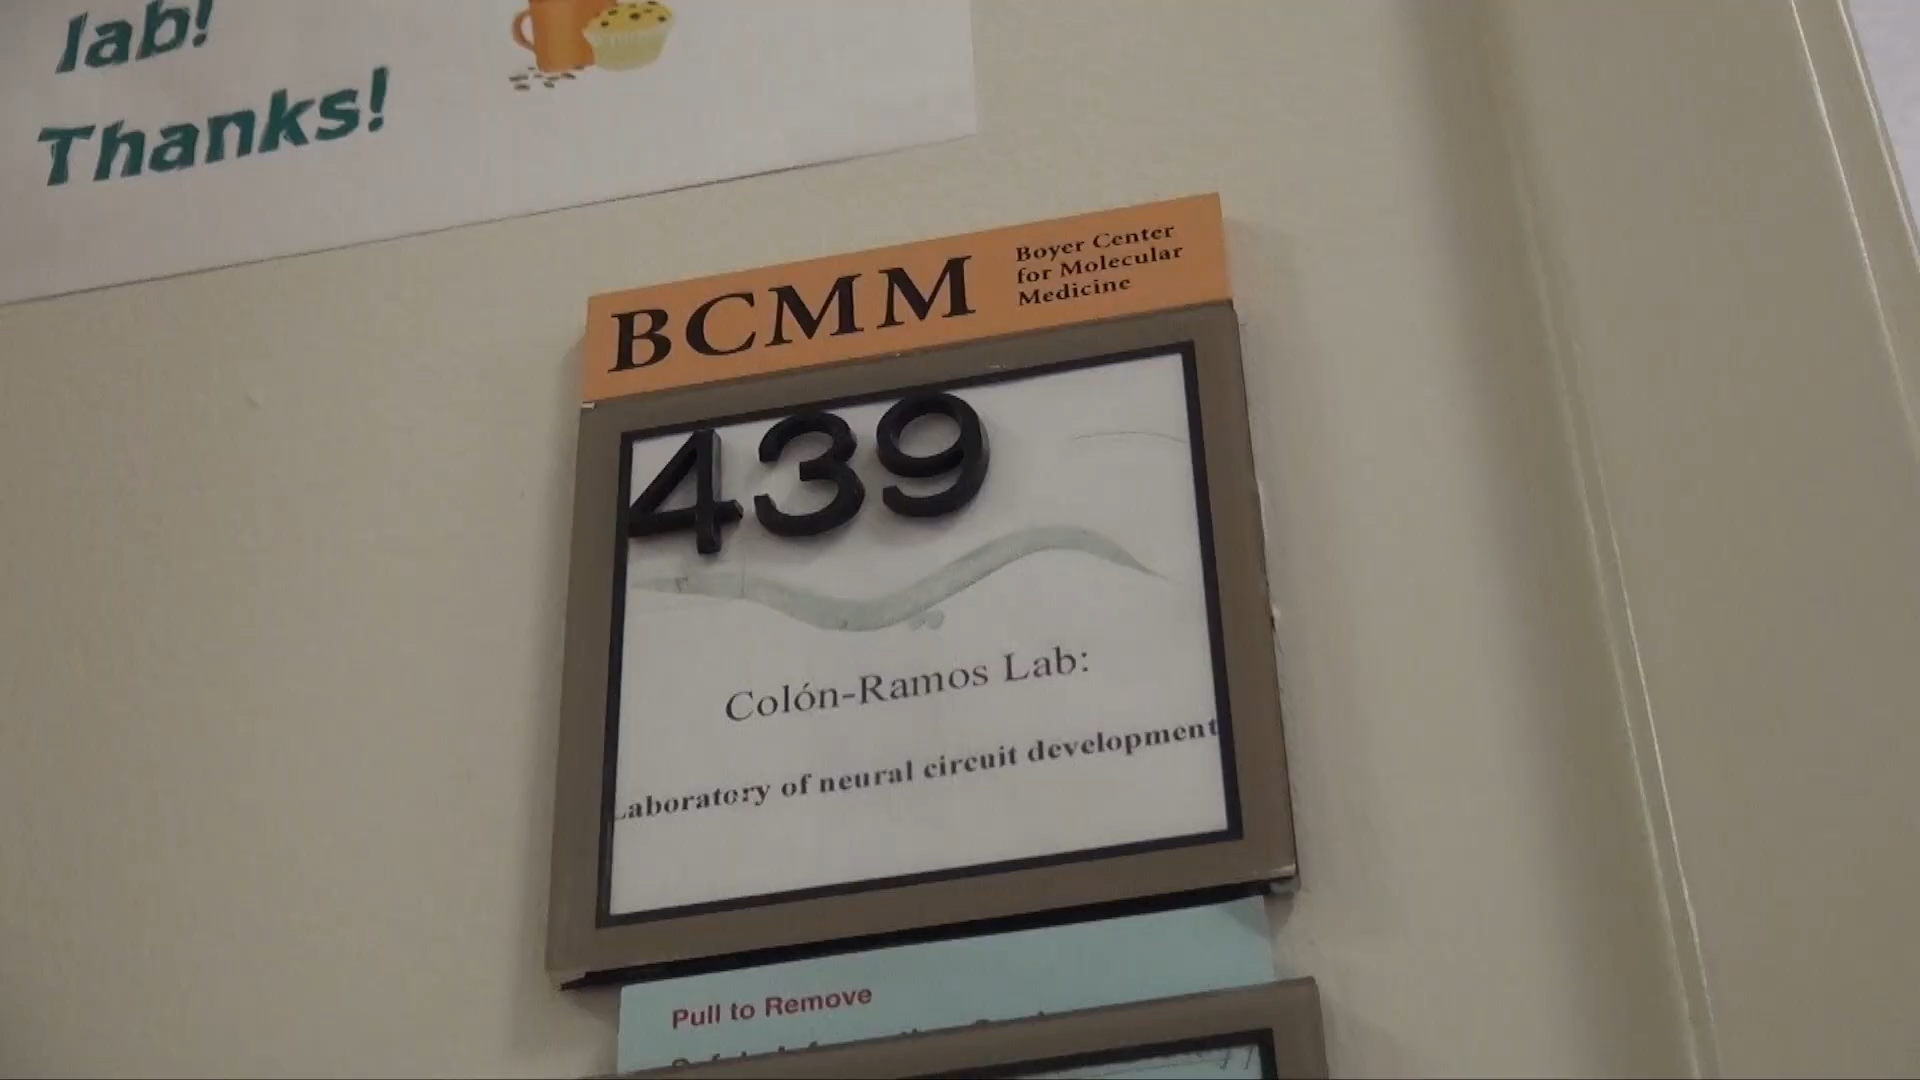 lab!
Thanks!
BCMM
Boyer Center
for Molecular
Medicine
439
Colón-Ramos Lab:
Laboratory of neural circuit development
Pull to Remove